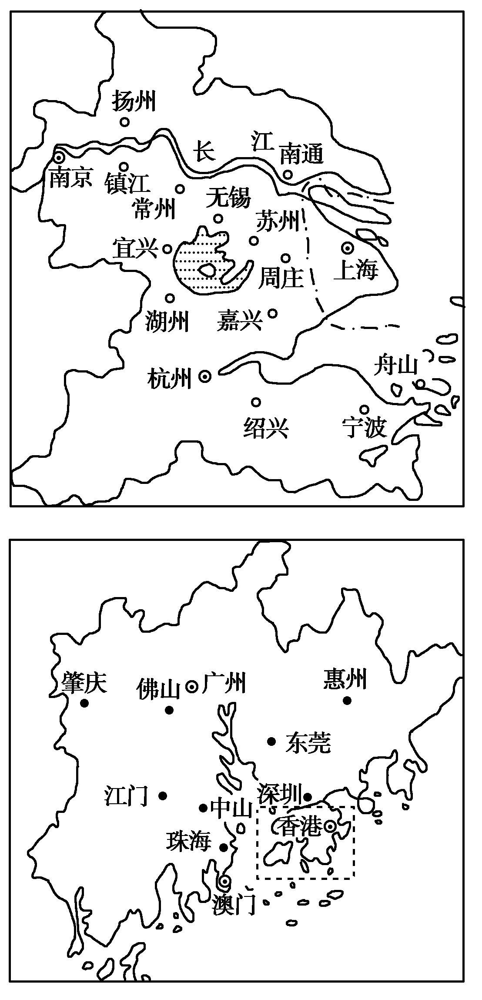 扬州
长江
南通
南京
镇江
常州
无锡
苏州
宜兴
周庄
上海
湖州
嘉兴
舟山
杭州
绍兴
宁波
肇庆
佛山
广州
惠州
东莞
江门
中山
深圳
香港
珠海
澳门